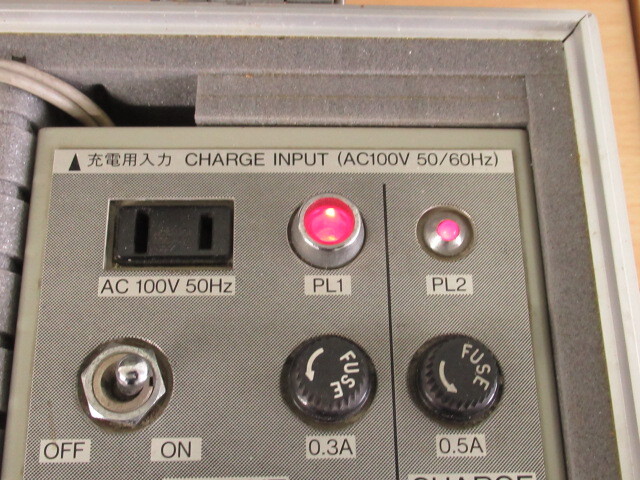 ▲ 充電用入力 CHARGE INPUT (AC100V 50/60Hz)
AC 100V 50Hz
PL1
PL2
FUSE
FUSE
OFF
ON
0.3A
0.5A
CHARGE